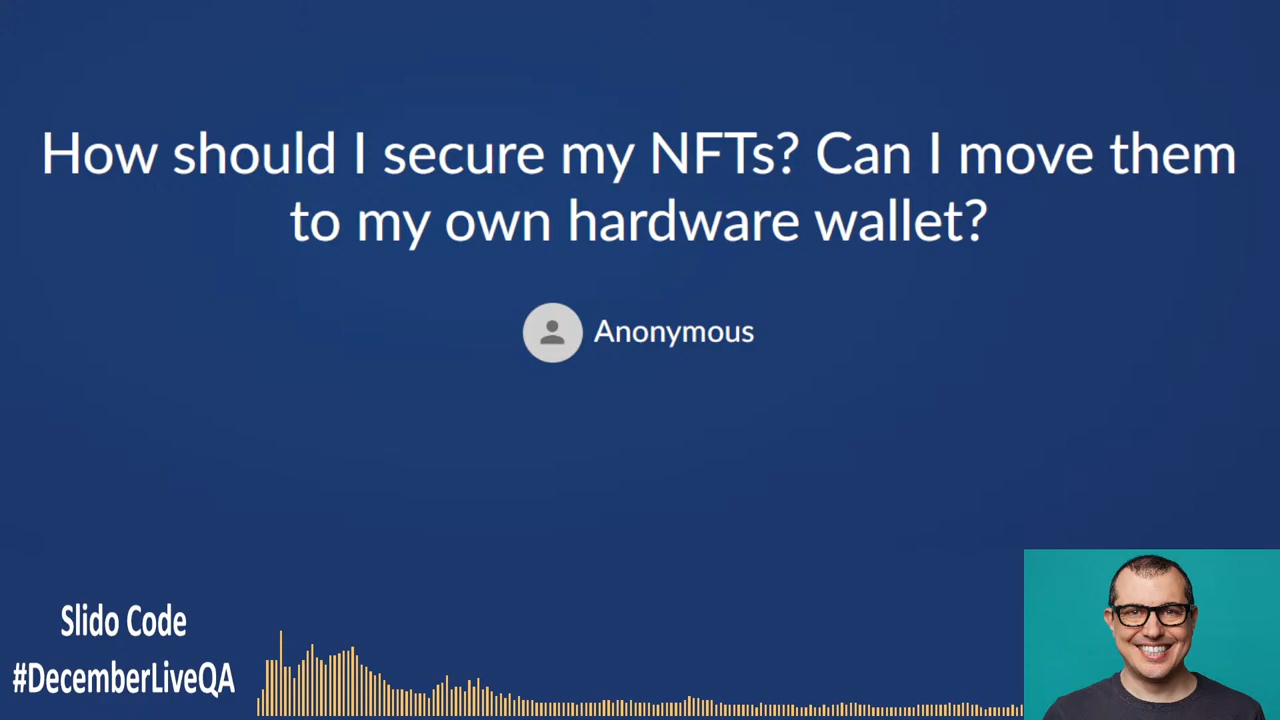 How should I secure my NFTs? Can I move them
to my own hardware wallet?
Anonymous
Slido Code
#DecemberLiveQA